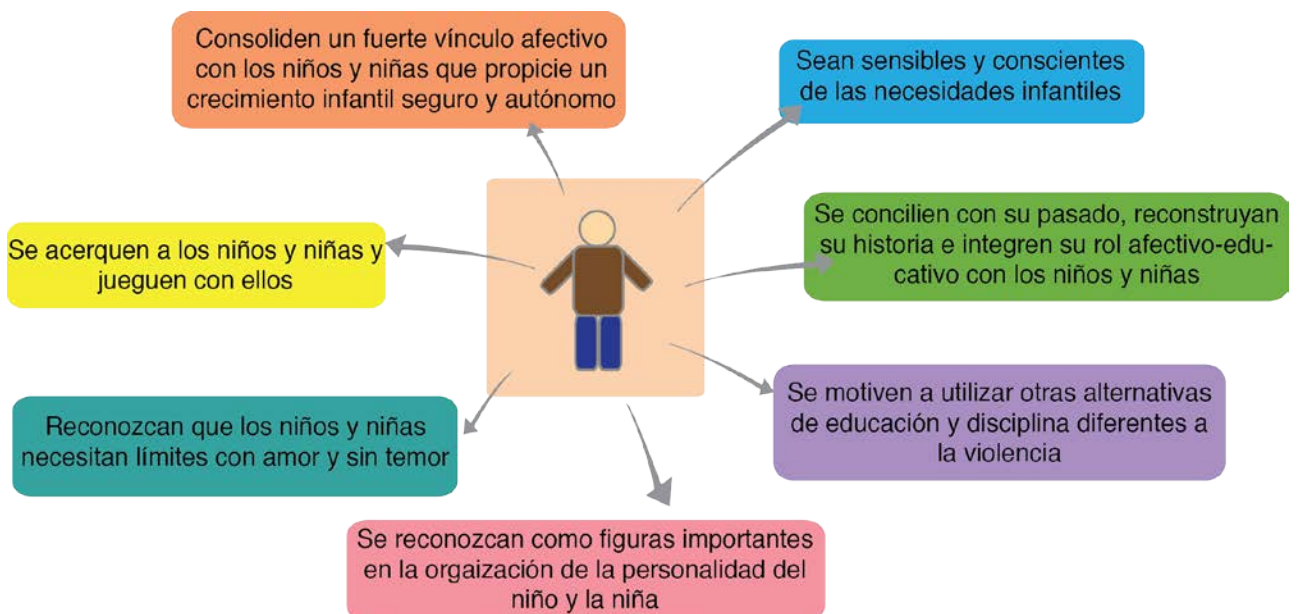 Consoliden un fuerte vínculo afectivo
con los niños y niñas que propicie un
crecimiento infantil seguro y autónomo
Sean sensibles y conscientes
de las necesidades infantiles
Se acerquen a los niños y niñas y
jueguen con ellos
Se concilien con su pasado, reconstruyan
su historia e integren su rol afectivo-edu-
cativo con los niños y niñas
Reconozcan que los niños y niñas
necesitan límites con amor y sin temor
Se motiven a utilizar otras alternativas
de educación y disciplina diferentes a
la violencia
Se reconozcan como figuras importantes
en la orgaización de la personalidad del
niño y la niña